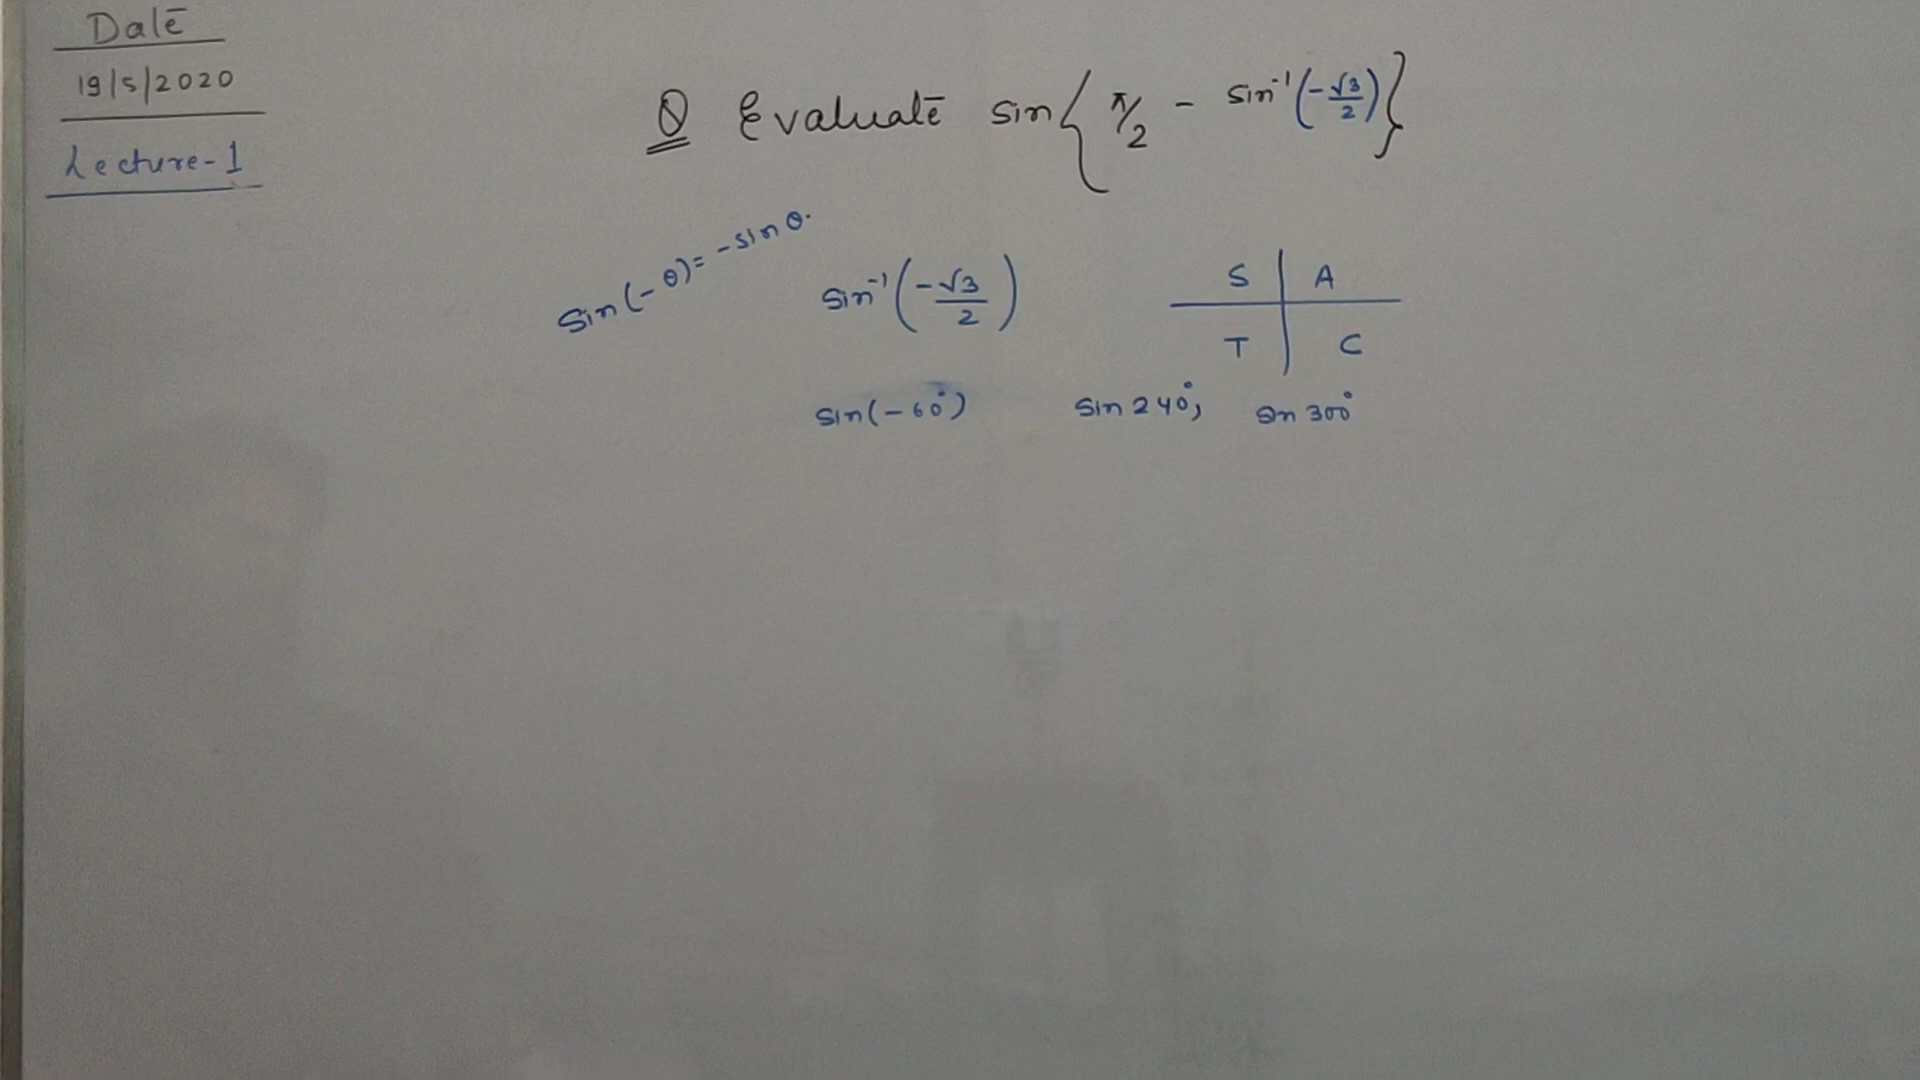 Date
19/5/2020
Lecture-1
Q Evaluate sin{π/2 - sin⁻¹(-√3/2)}
sin(-θ)= -sin θ.
sin⁻¹(-√3/2)
S A
T C
sin(-60°) sin 240°, sin 300°